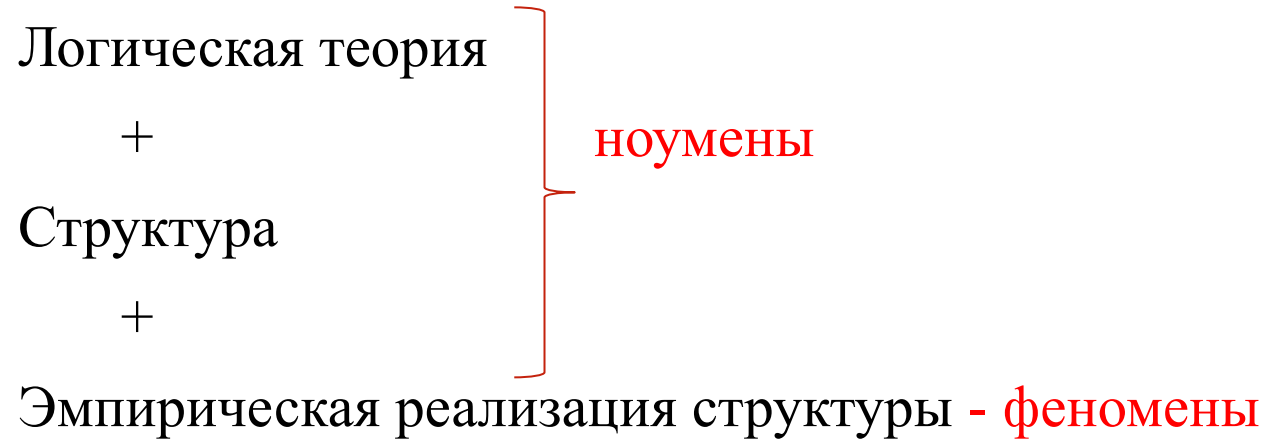 Логическая теория
+
ноумены
Структура
+
Эмпирическая реализация структуры - феномены